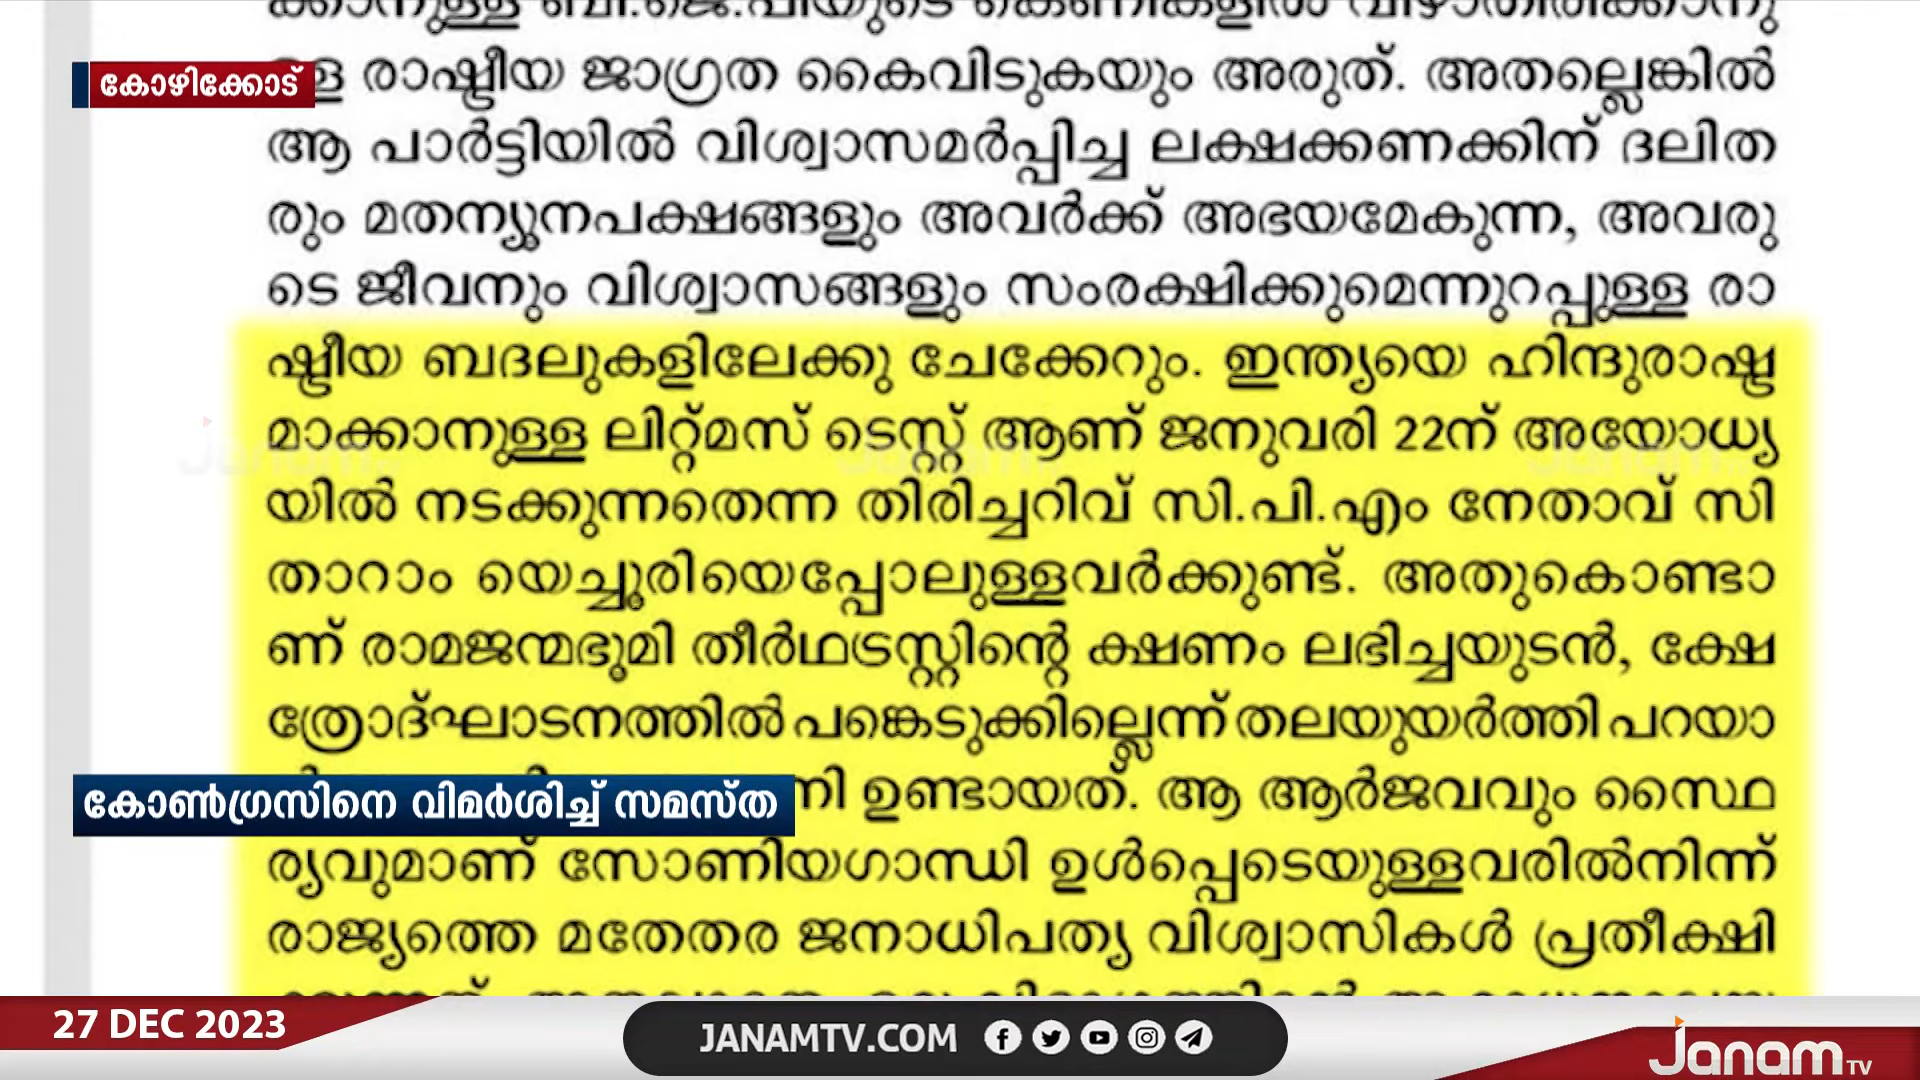 ക്കാനുള്ള ബി.ജെ.പിയുടെ കെണികളിൽ വീഴാതിരിക്കാനു
കോഴിക്കോട്
ള്ള രാഷ്ട്രീയ ജാഗ്രത കൈവിടുകയും അരുത്. അതല്ലെങ്കിൽ
ആ പാർട്ടിയിൽ വിശ്വാസമർപ്പിച്ച ലക്ഷക്കണക്കിന് ദലിത
രും മതന്യൂനപക്ഷങ്ങളും അവർക്ക് അഭയമേകുന്ന, അവരു
ടെ ജീവനും വിശ്വാസങ്ങളും സംരക്ഷിക്കുമെന്നുറപ്പുള്ള രാ
ഷ്ട്രീയ ബദലുകളിലേക്കു ചേക്കേറും. ഇന്ത്യയെ ഹിന്ദുരാഷ്ട്ര
മാക്കാനുള്ള ലിറ്റ്മസ് ടെസ്റ്റ് ആണ് ജനുവരി 22ന് അയോധ്യ
യിൽ നടക്കുന്നതെന്ന തിരിച്ചറിവ് സി.പി.എം നേതാവ് സി
താറാം യെച്ചൂരിയെപ്പോലുള്ളവർക്കുണ്ട്. അതുകൊണ്ടാ
ണ് രാമജന്മഭൂമി തീർഥട്രസ്റ്റിന്റെ ക്ഷണം ലഭിച്ചയുടൻ, ക്ഷേ
ത്രോദ്ഘാടനത്തിൽ പങ്കെടുക്കില്ലെന്ന് തലയുയർത്തി പറയാ
നി ഉണ്ടായത്. ആ ആർജവവും സ്ഥൈ
കോൺഗ്രസിനെ വിമർശിച്ച് സമസ്ത
ര്യവുമാണ് സോണിയഗാന്ധി ഉൾപ്പെടെയുള്ളവരിൽനിന്ന്
രാജ്യത്തെ മതേതര ജനാധിപത്യ വിശ്വാസികൾ പ്രതീക്ഷി
27 DEC 2023
JANAMTV.COM
Janam TV